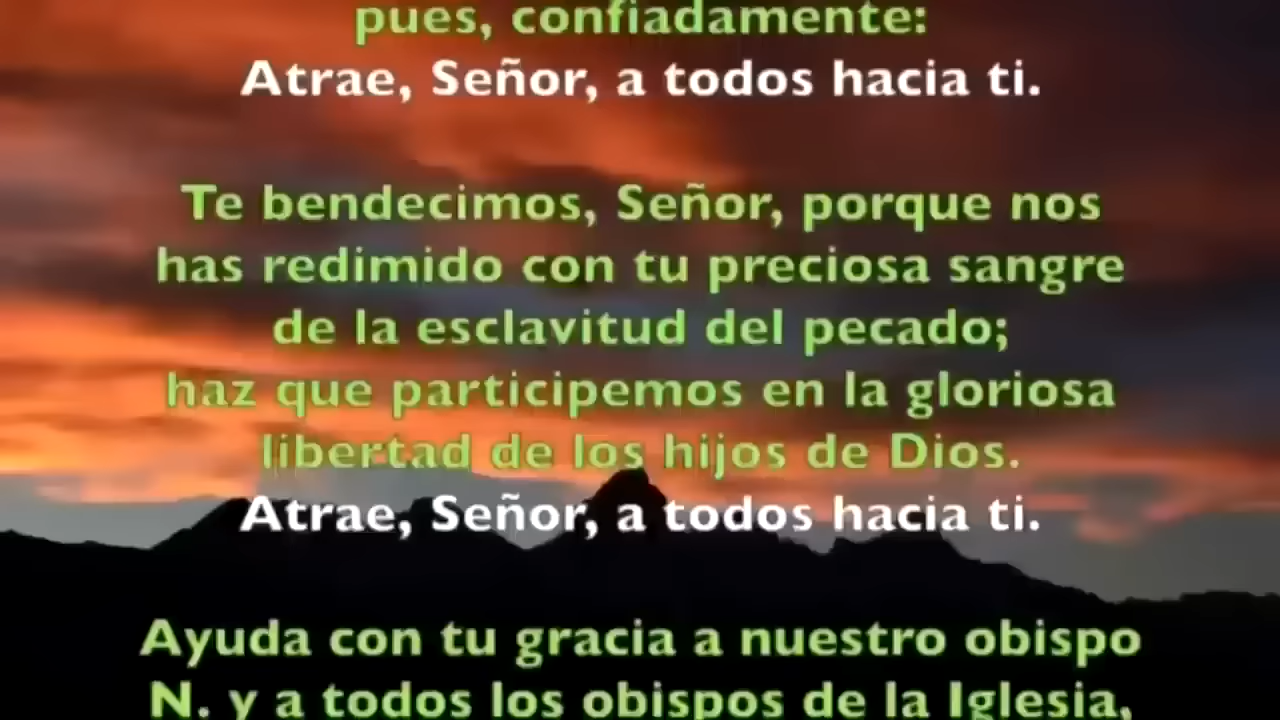 pues, confiadamente:
Atrae, Señor, a todos hacia ti.
Te bendecimos, Señor, porque nos
has redimido con tu preciosa sangre
de la esclavitud del pecado;
haz que participemos en la gloriosa
libertad de los hijos de Dios.
Atrae, Señor, a todos hacia ti.
Ayuda con tu gracia a nuestro obispo
N. y a todos los obispos de la Iglesia,